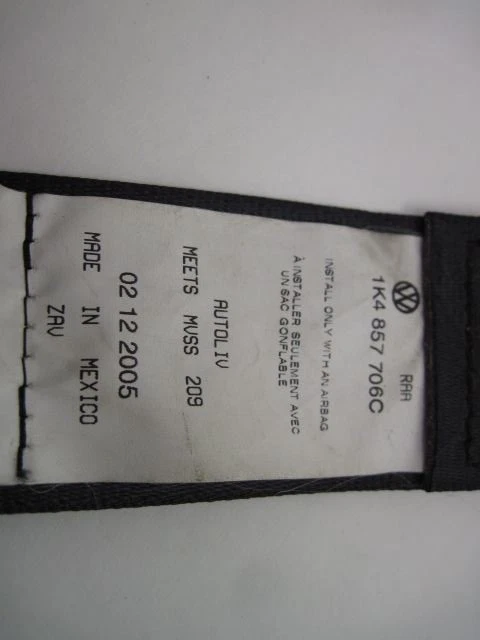 RAA
1K4 857 706C
INSTALL ONLY WITH AN AIRBAG
À INSTALLER SEULEMENT AVEC
UN SAC GONFLABLE
AUTOLIV
MEETS MVSS 209
02 12 2005
MADE IN MEXICO
ZAV